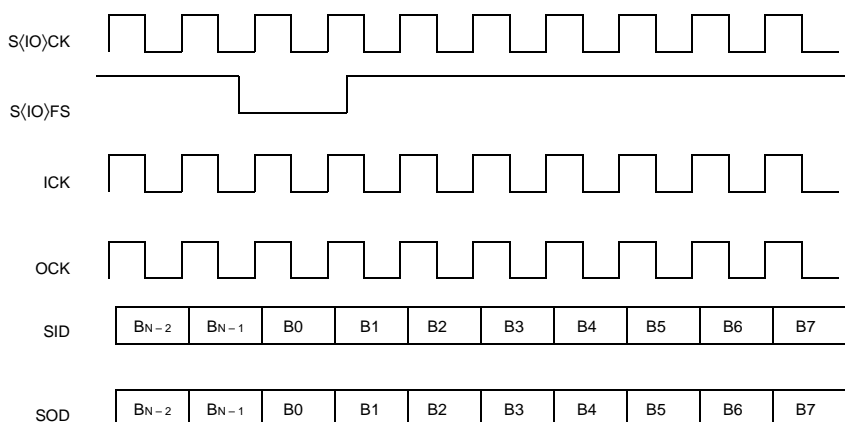 S⟨IO⟩CK
S⟨IO⟩FS
ICK
OCK
SID BN – 2 BN – 1 B0 B1 B2 B3 B4 B5 B6 B7
SOD BN – 2 BN – 1 B0 B1 B2 B3 B4 B5 B6 B7